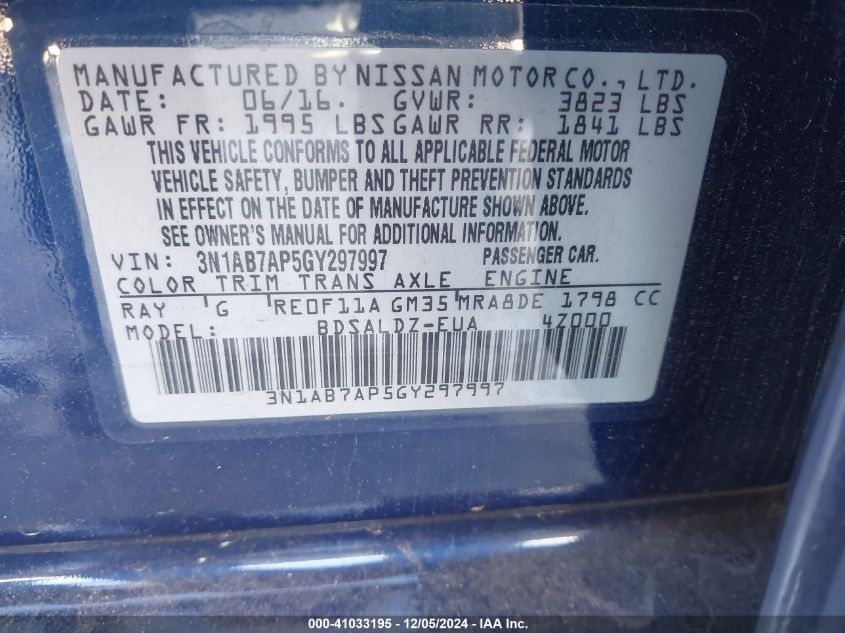 MANUFACTURED BY NISSAN MOTOR CO., LTD.
DATE: 06/16. GVWR: 3823 LBS
GAWR FR: 1995 LBS GAWR RR: 1841 LBS
THIS VEHICLE CONFORMS TO ALL APPLICABLE FEDERAL MOTOR
VEHICLE SAFETY, BUMPER AND THEFT PREVENTION STANDARDS
IN EFFECT ON THE DATE OF MANUFACTURE SHOWN ABOVE.
SEE OWNER'S MANUAL FOR ADDITIONAL INFORMATION.
VIN: 3N1AB7AP5GY297997 PASSENGER CAR.
COLOR TRIM TRANS AXLE ENGINE
RAY G RE0F11A GM35 MRA8DE 1798 CC
MODEL: BDSALDZ-EUA 4Z000
3N1AB7AP5GY297997
000-41033195 - 12/05/2024 - IAA Inc.